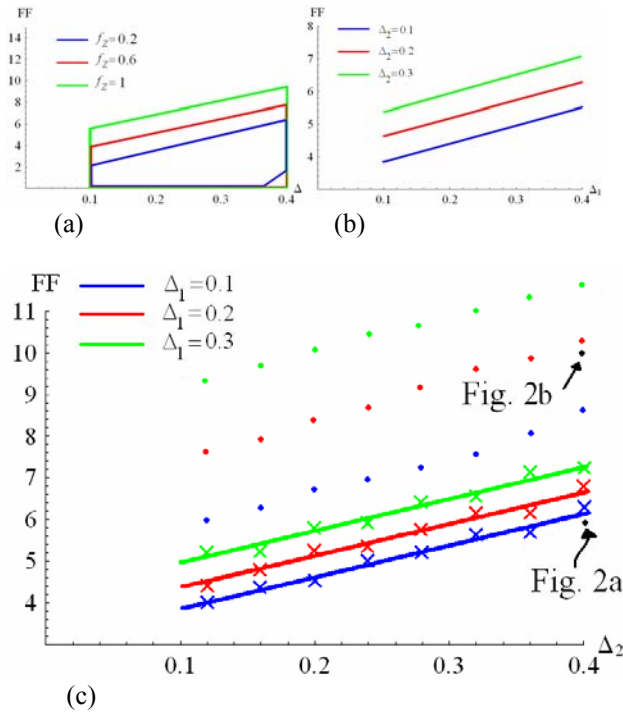 FF
14
12
10
8
6
4
2
f_Z=0.2
f_Z=0.6
f_Z=1
0.1 0.2 0.3 0.4 Δ
(a)
FF
8
7
6
5
4
Δ_2=0.1
Δ_2=0.2
Δ_2=0.3
0.1 0.2 0.3 0.4 Δ_1
(b)
FF
11
10
9
8
7
6
5
4
Δ_1=0.1
Δ_1=0.2
Δ_1=0.3
Fig. 2b
Fig. 2a
0.1 0.2 0.3 0.4 Δ_2
(c)